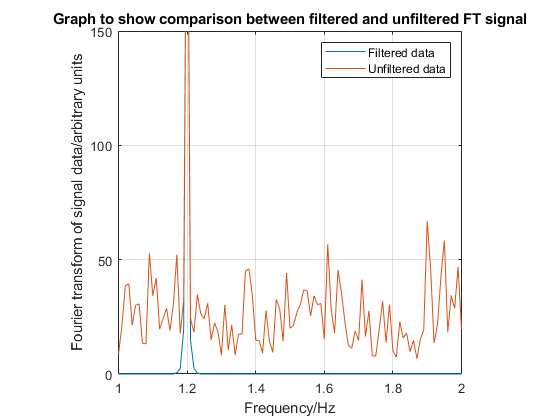 Graph to show comparison between filtered and unfiltered FT signal
Fourier transform of signal data/arbitrary units
150
100
50
0
Filtered data
Unfiltered data
1
1.2
1.4
1.6
1.8
2
Frequency/Hz